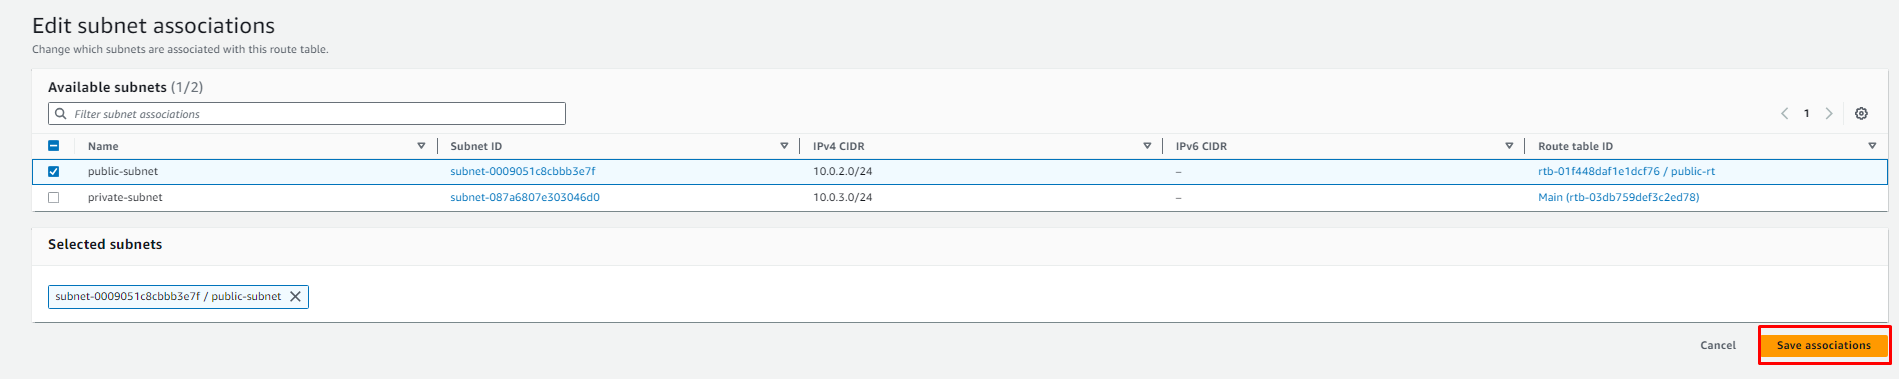 Edit subnet associations
Change which subnets are associated with this route table.
Available subnets (1/2)
Filter subnet associations
1
Name Subnet ID IPv4 CIDR IPv6 CIDR Route table ID
public-subnet subnet-0009051c8cbbb3e7f 10.0.2.0/24 – rtb-01f448daf1e1dcf76 / public-rt
private-subnet subnet-087a6807e303046d0 10.0.3.0/24 – Main (rtb-03db759def3c2ed78)
Selected subnets
subnet-0009051c8cbbb3e7f / public-subnet
Cancel Save associations